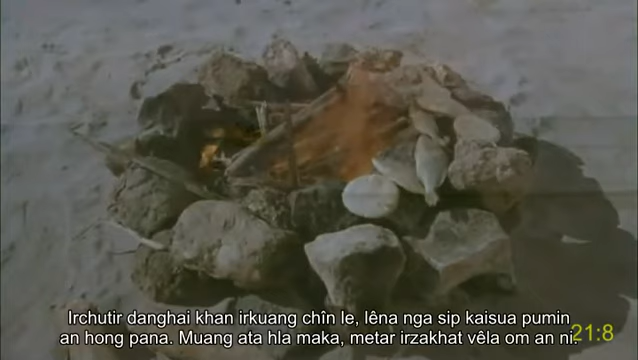 Irchutir danghai khan irkuang chîn le, lêna nga sip kaisua pumin
an hong pana. Muang ata hla maka, metar irzakhat vêla om an ni.
21:8